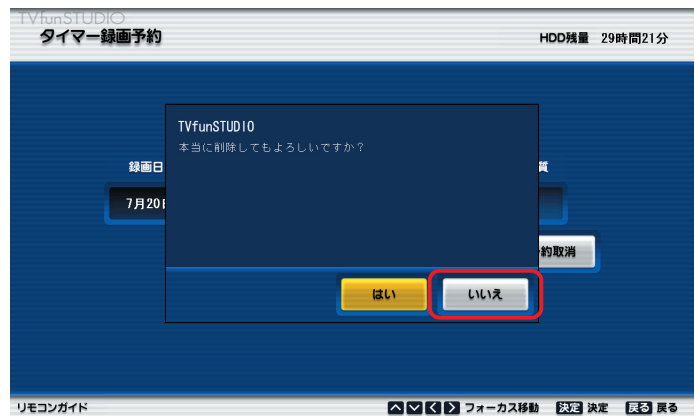 TVfunSTUDIO
タイマー録画予約
HDD残量 29時間21分
TVfunSTUDIO
本当に削除してもよろしいですか?
録画日
質
7月20日
約取消
はい
いいえ
リモコンガイド
フォーカス移動 決定 決定 戻る 戻る